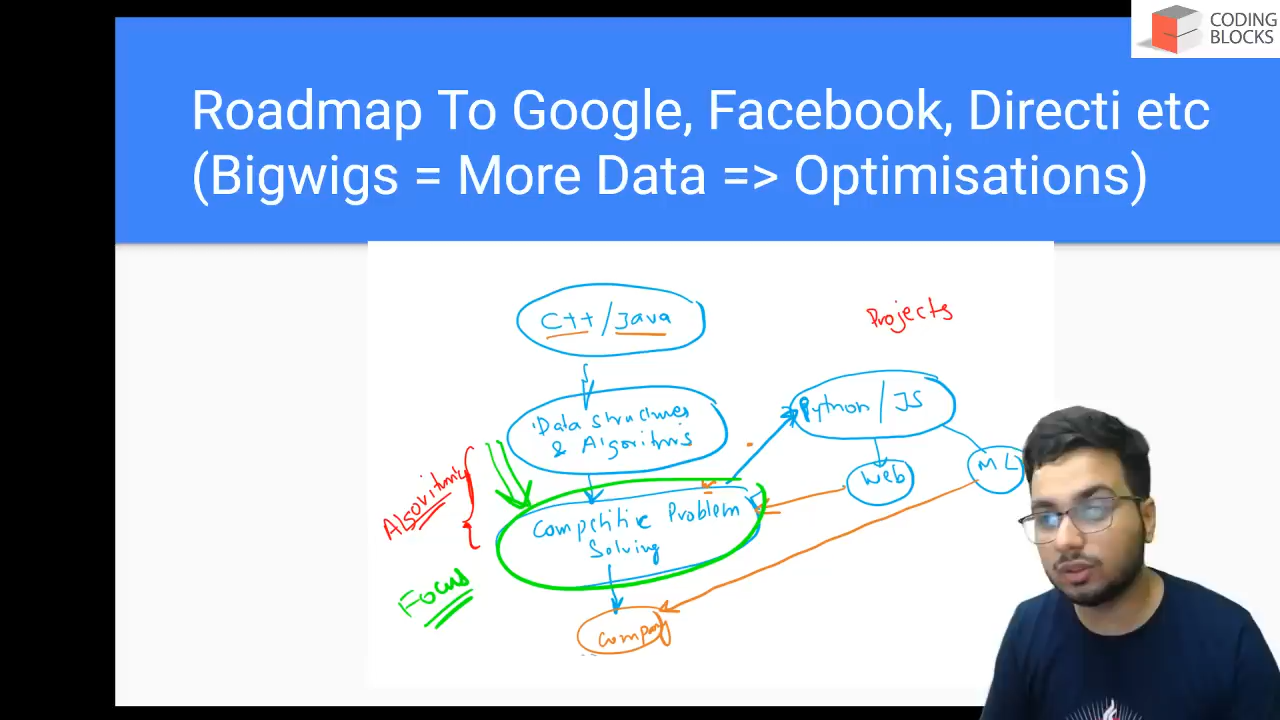 CODING
BLOCKS
Roadmap To Google, Facebook, Directi etc
(Bigwigs = More Data => Optimisations)
C++ / Java
Projects
Data structures
& Algorithms
Python / JS
Algorithmic
Web
ML
Competitive Problem
Solving
Focus
Company